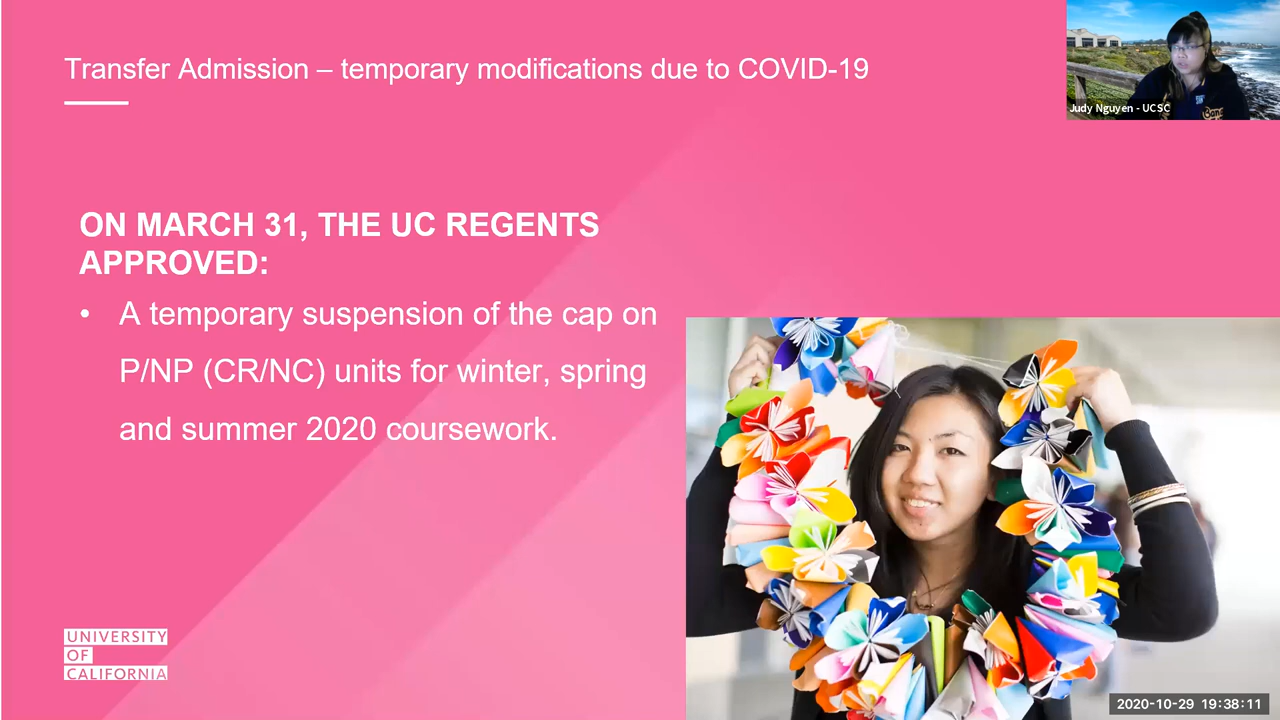 Transfer Admission – temporary modifications due to COVID-19
Judy Nguyen - UCSC
ON MARCH 31, THE UC REGENTS
APPROVED:
• A temporary suspension of the cap on
P/NP (CR/NC) units for winter, spring
and summer 2020 coursework.
UNIVERSITY
OF
CALIFORNIA
2020-10-29 19:38:11